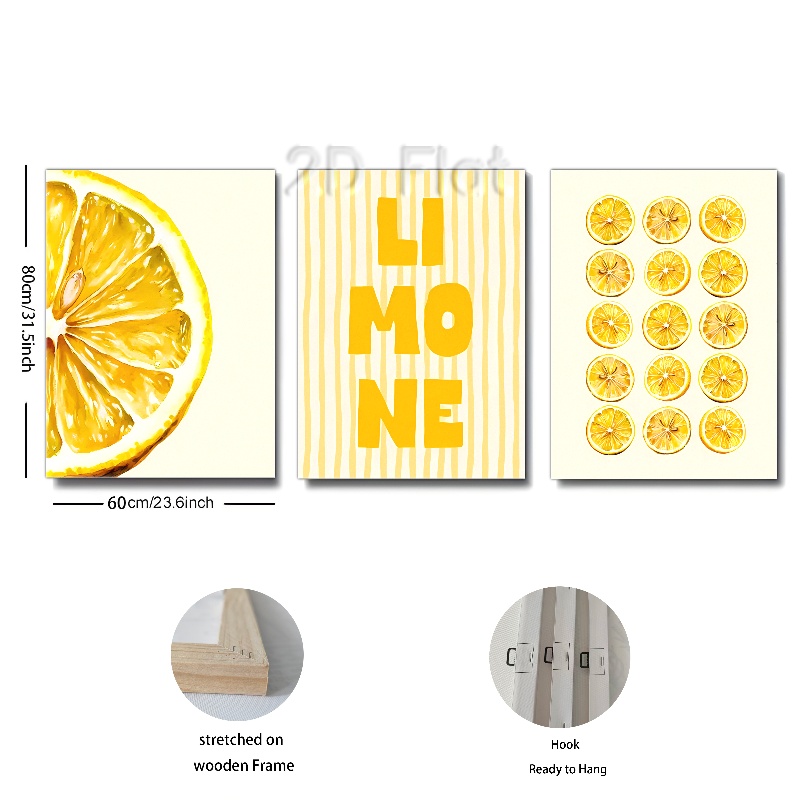 2D Flat
80cm/31.5inch
LI
MO
NE
60cm/23.6inch
stretched on
wooden Frame
Hook
Ready to Hang